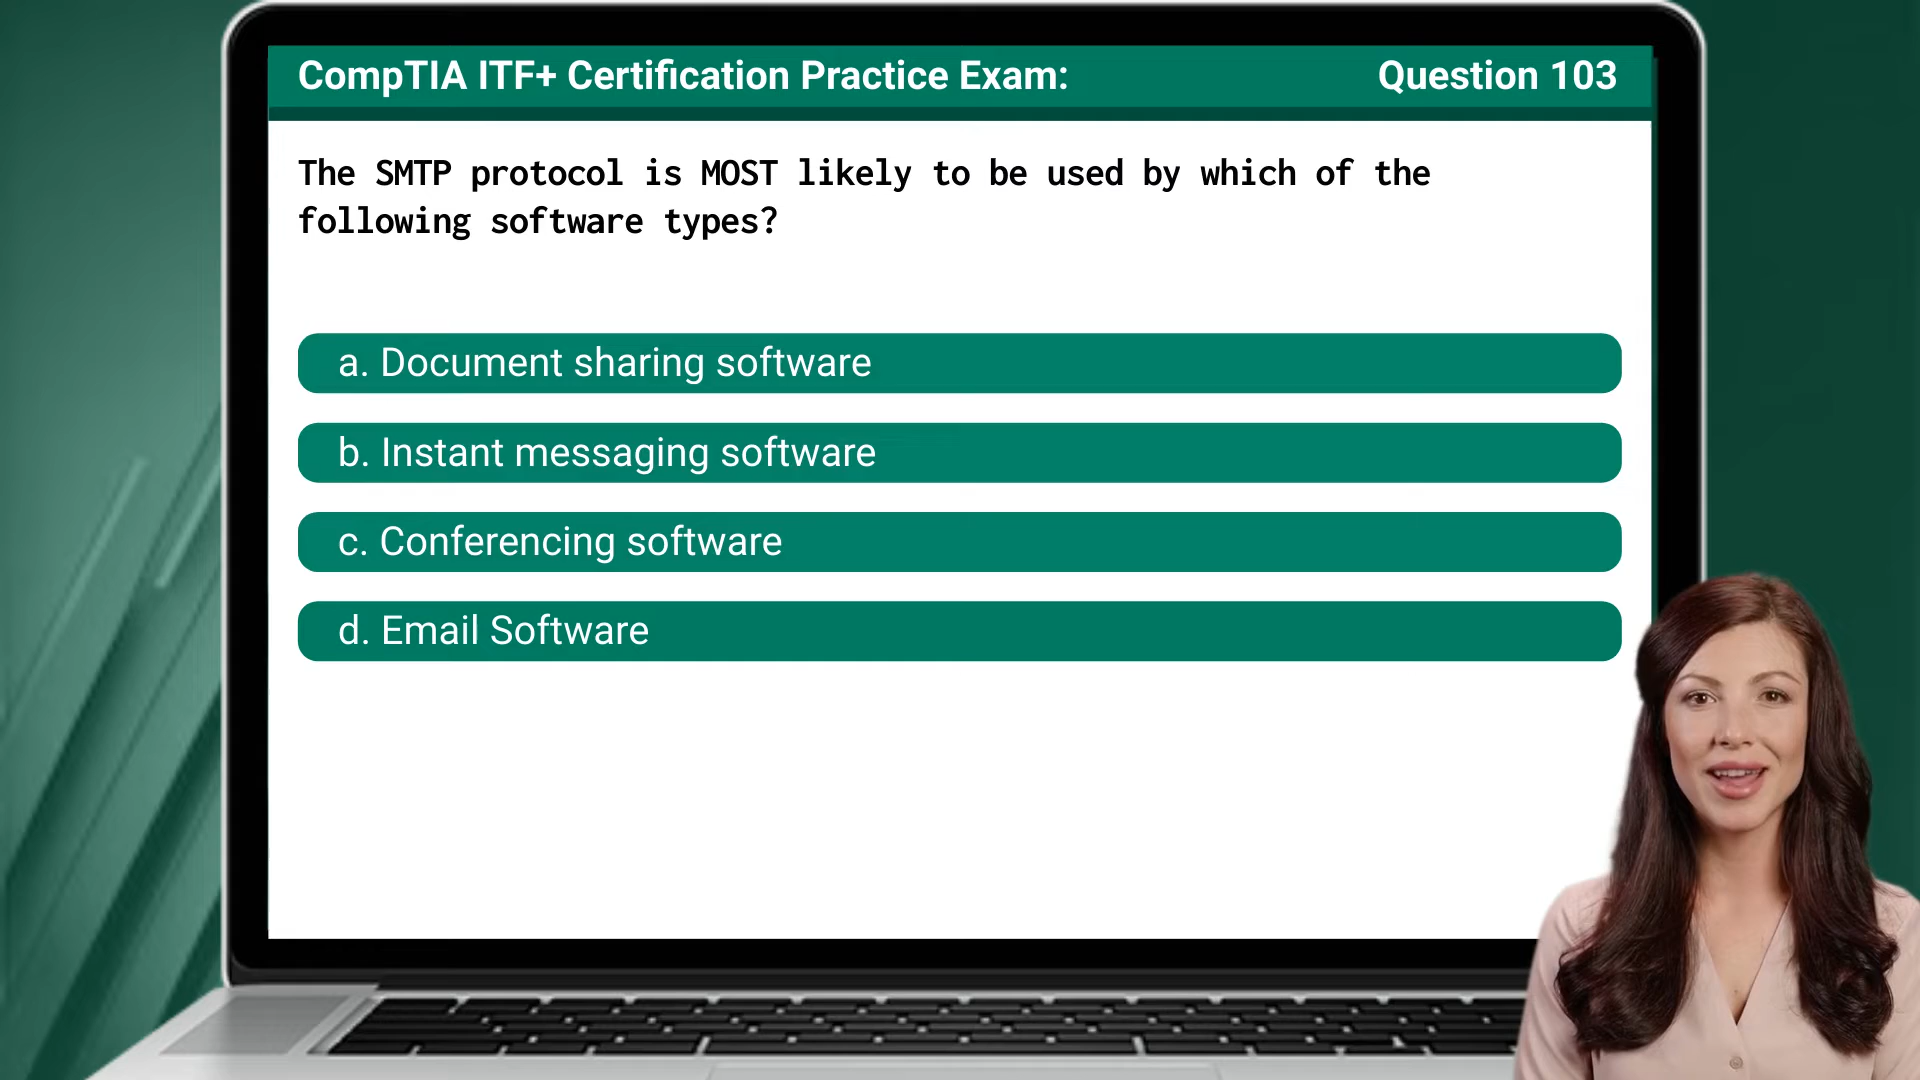 CompTIA ITF+ Certification Practice Exam:
Question 103
The SMTP protocol is MOST likely to be used by which of the
following software types?
a. Document sharing software
b. Instant messaging software
c. Conferencing software
d. Email Software